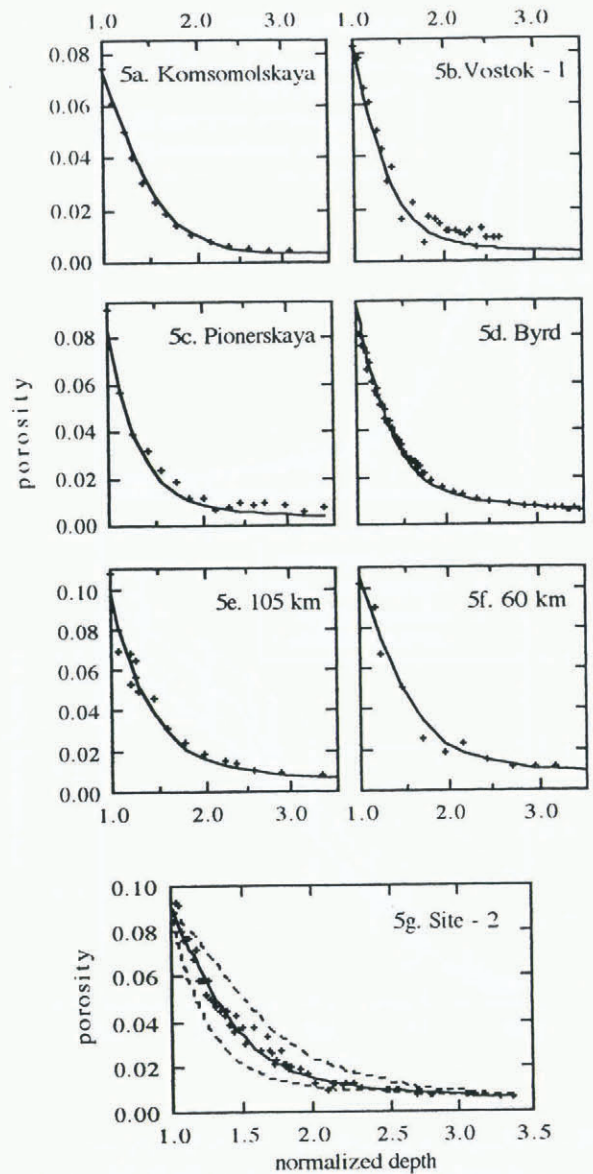 1.0 2.0 3.0 1.0 2.0 3.0
0.08
0.06
0.04
0.02
0.00
5a. Komsomolskaya
5b. Vostok - 1
0.08
0.06
0.04
0.02
0.00
5c. Pionerskaya
5d. Byrd
porosity
0.10
0.08
0.06
0.04
0.02
0.00
5e. 105 km
5f. 60 km
1.0 2.0 3.0 1.0 2.0 3.0
0.10
0.08
0.06
0.04
0.02
0.00
5g. Site - 2
porosity
1.0 1.5 2.0 2.5 3.0 3.5
normalized depth